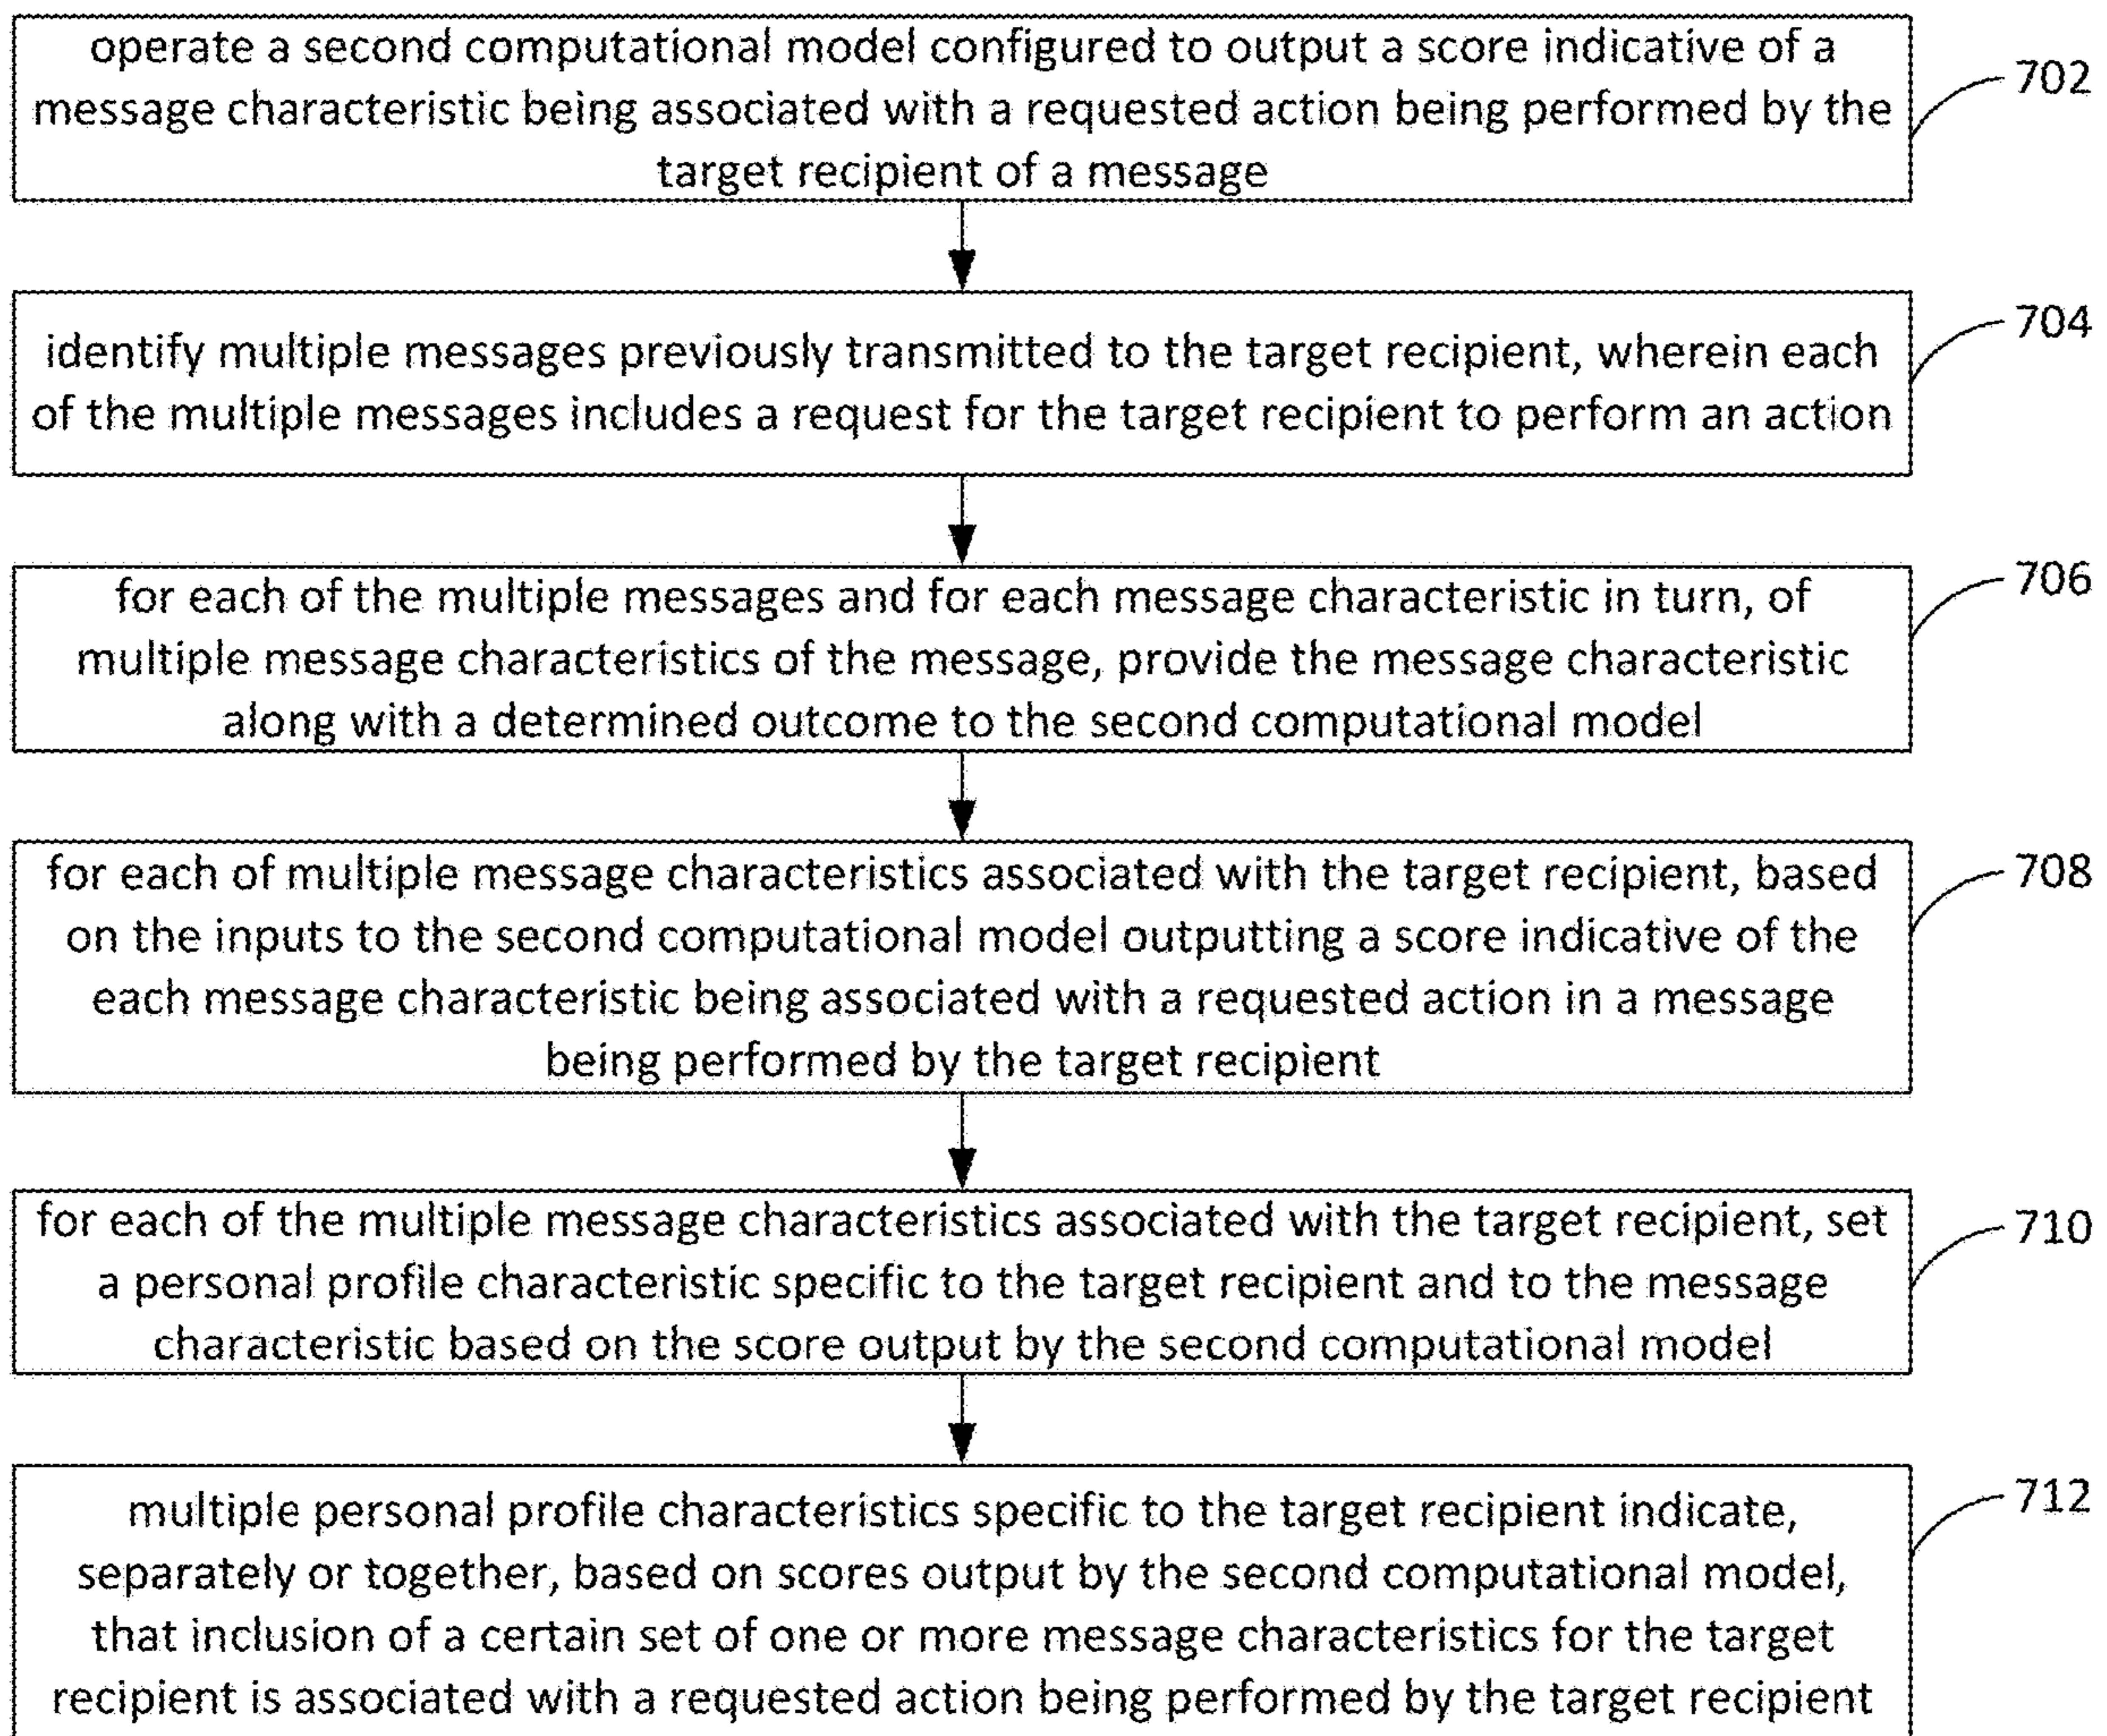 operate a second computational model configured to output a score indicative of a
message characteristic being associated with a requested action being performed by the
target recipient of a message
702
identify multiple messages previously transmitted to the target recipient, wherein each
of the multiple messages includes a request for the target recipient to perform an action
704
for each of the multiple messages and for each message characteristic in turn, of
multiple message characteristics of the message, provide the message characteristic
along with a determined outcome to the second computational model
706
for each of multiple message characteristics associated with the target recipient, based
on the inputs to the second computational model outputting a score indicative of the
each message characteristic being associated with a requested action in a message
being performed by the target recipient
708
for each of the multiple message characteristics associated with the target recipient, set
a personal profile characteristic specific to the target recipient and to the message
characteristic based on the score output by the second computational model
710
multiple personal profile characteristics specific to the target recipient indicate,
separately or together, based on scores output by the second computational model,
that inclusion of a certain set of one or more message characteristics for the target
recipient is associated with a requested action being performed by the target recipient
712